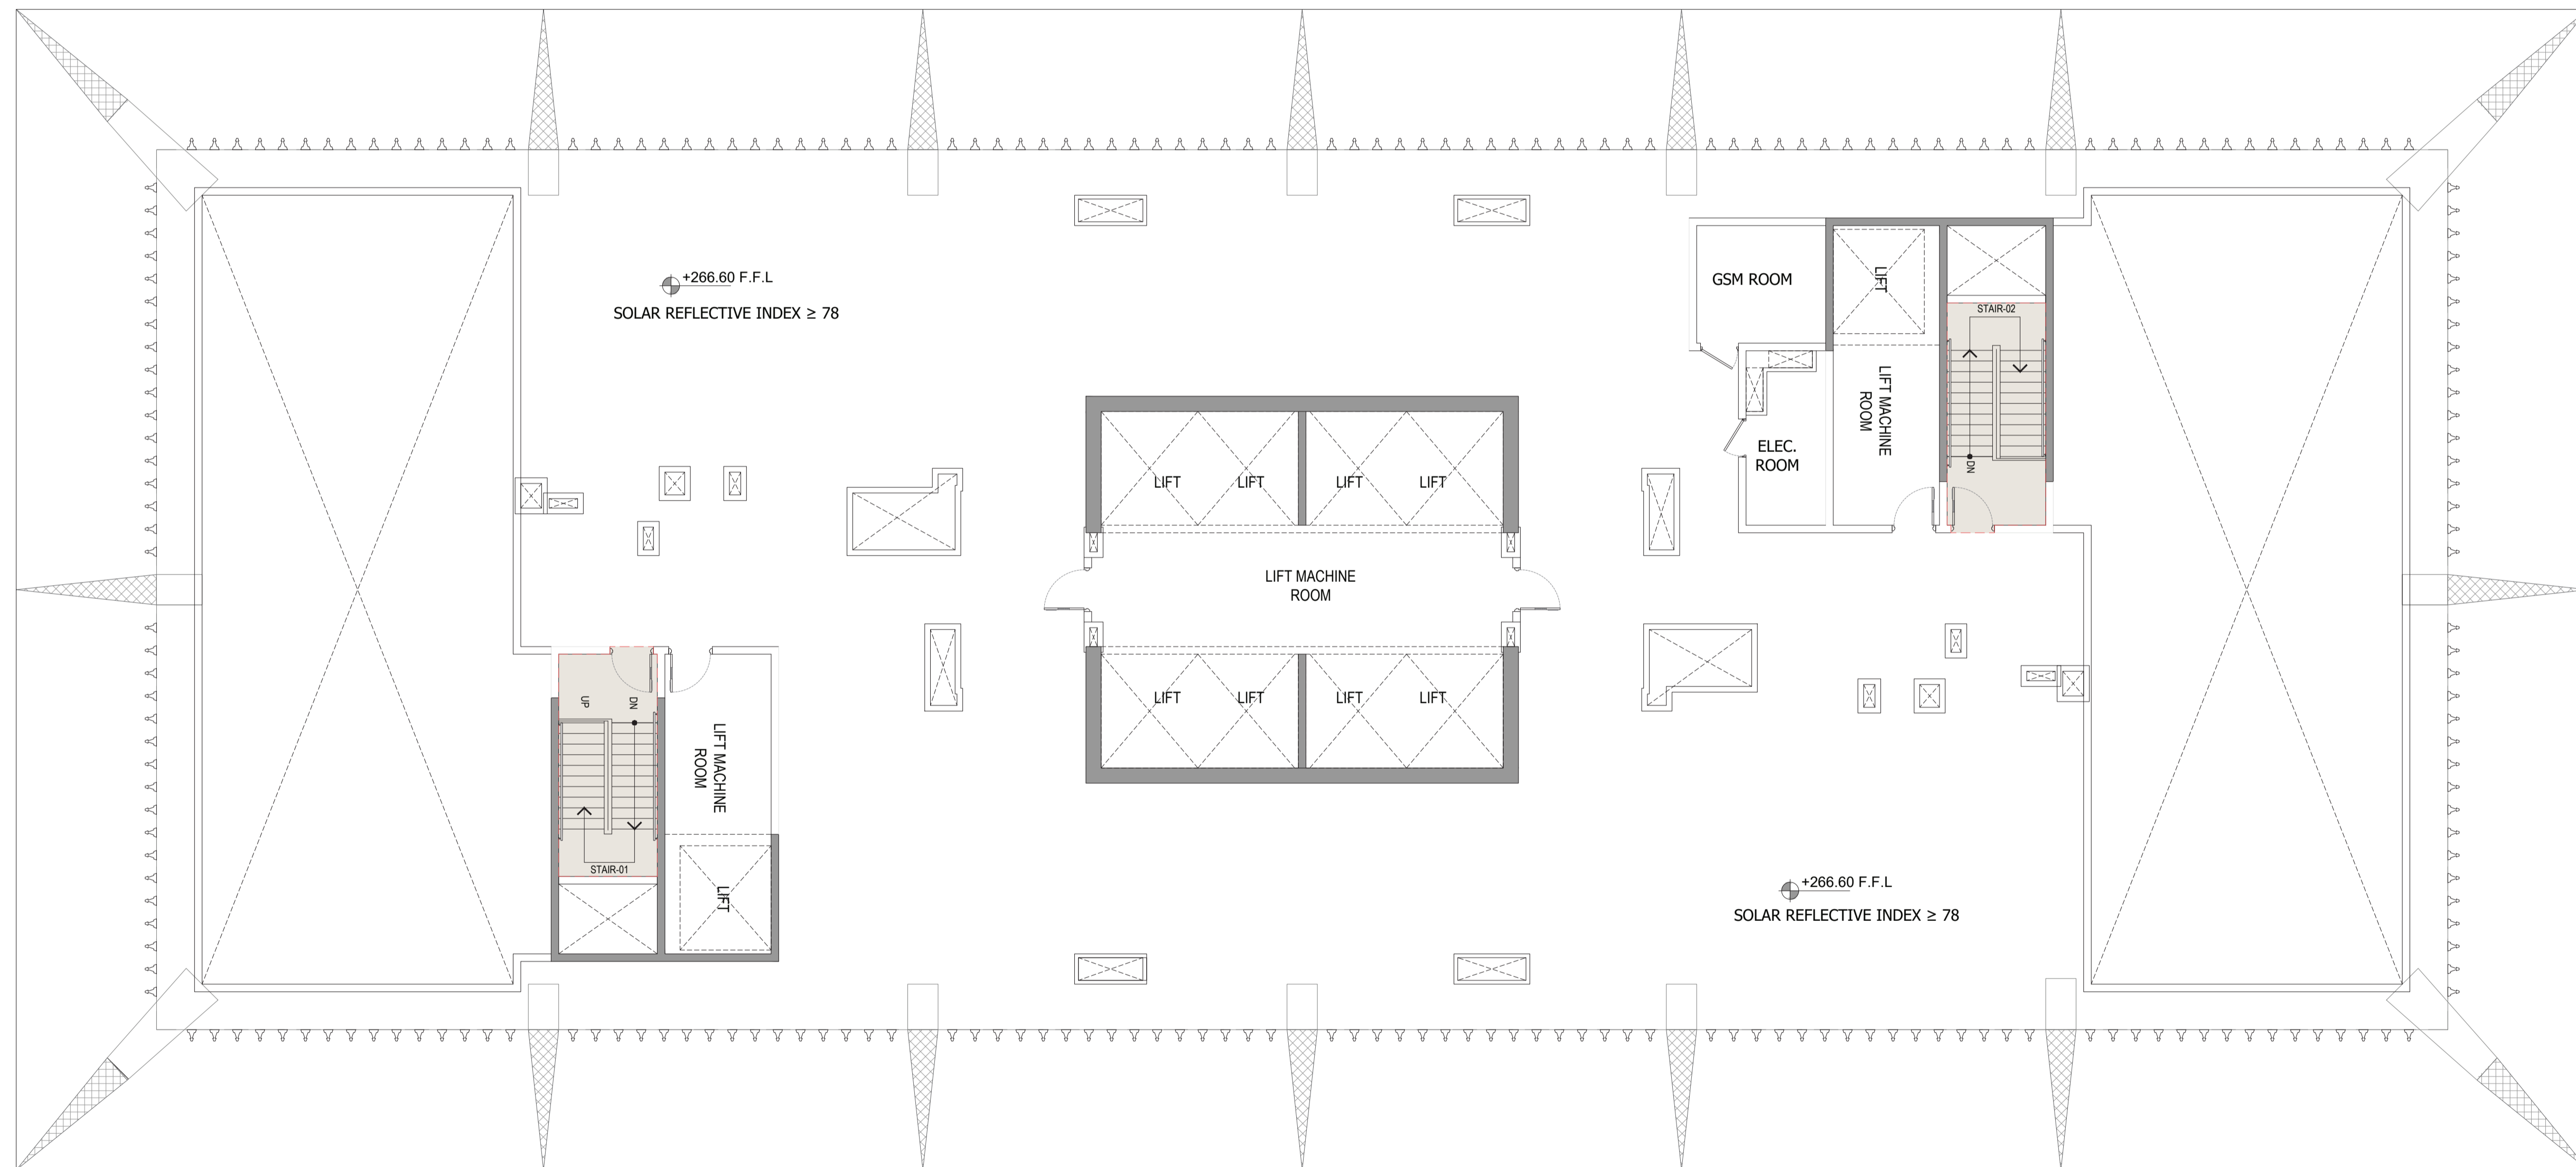 +266.60 F.F.L
SOLAR REFLECTIVE INDEX ≥ 78
GSM ROOM
LIFT
STAIR-02
LIFT MACHINE
ROOM
ELEC.
ROOM
DN
LIFT
LIFT
LIFT
LIFT
LIFT MACHINE
ROOM
LIFT
LIFT
LIFT
LIFT
UP
DN
LIFT MACHINE
ROOM
STAIR-01
LIFT
+266.60 F.F.L
SOLAR REFLECTIVE INDEX ≥ 78